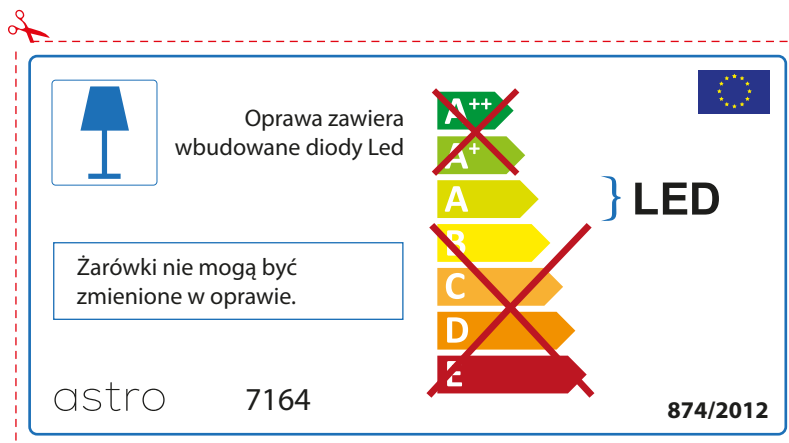 Oprawa zawiera
wbudowane diody Led
A++
A+
A
LED
B
Żarówki nie mogą być
zmienione w oprawie.
C
D
E
astro 7164
874/2012